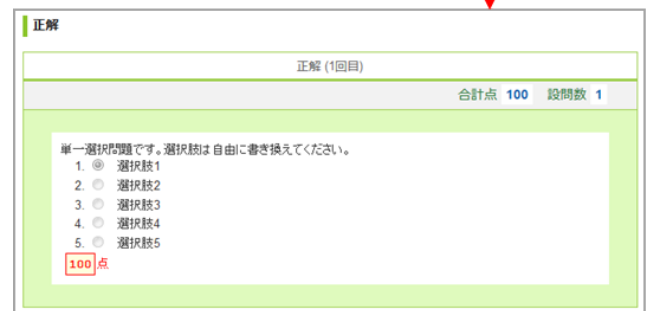 正解
正解 (1回目)
合計点 100 設問数 1
単一選択問題です。選択肢は自由に書き換えてください。
1. 選択肢1
2. 選択肢2
3. 選択肢3
4. 選択肢4
5. 選択肢5
100 点